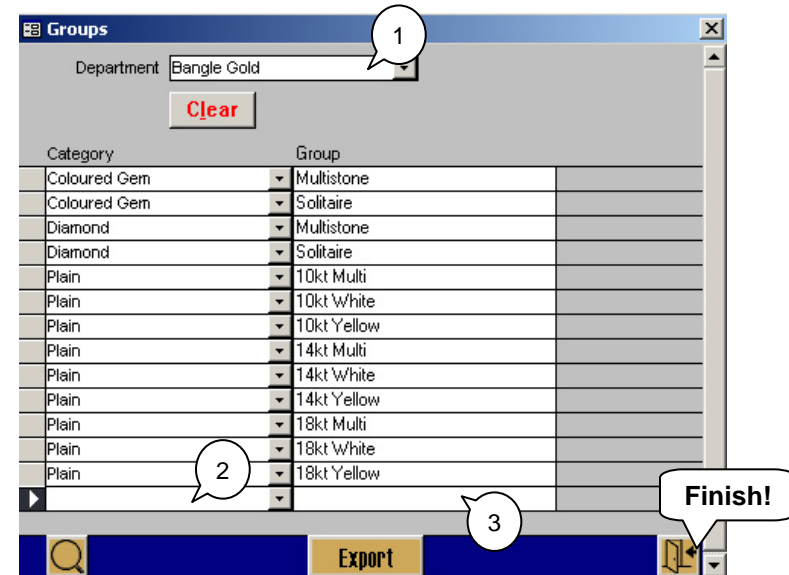 Groups
1
Department Bangle Gold
Clear
Category Group
Coloured Gem Multistone
Coloured Gem Solitaire
Diamond Multistone
Diamond Solitaire
Plain 10kt Multi
Plain 10kt White
Plain 10kt Yellow
Plain 14kt Multi
Plain 14kt White
Plain 14kt Yellow
Plain 18kt Multi
Plain 18kt White
Plain 18kt Yellow
2
Finish!
3
Export